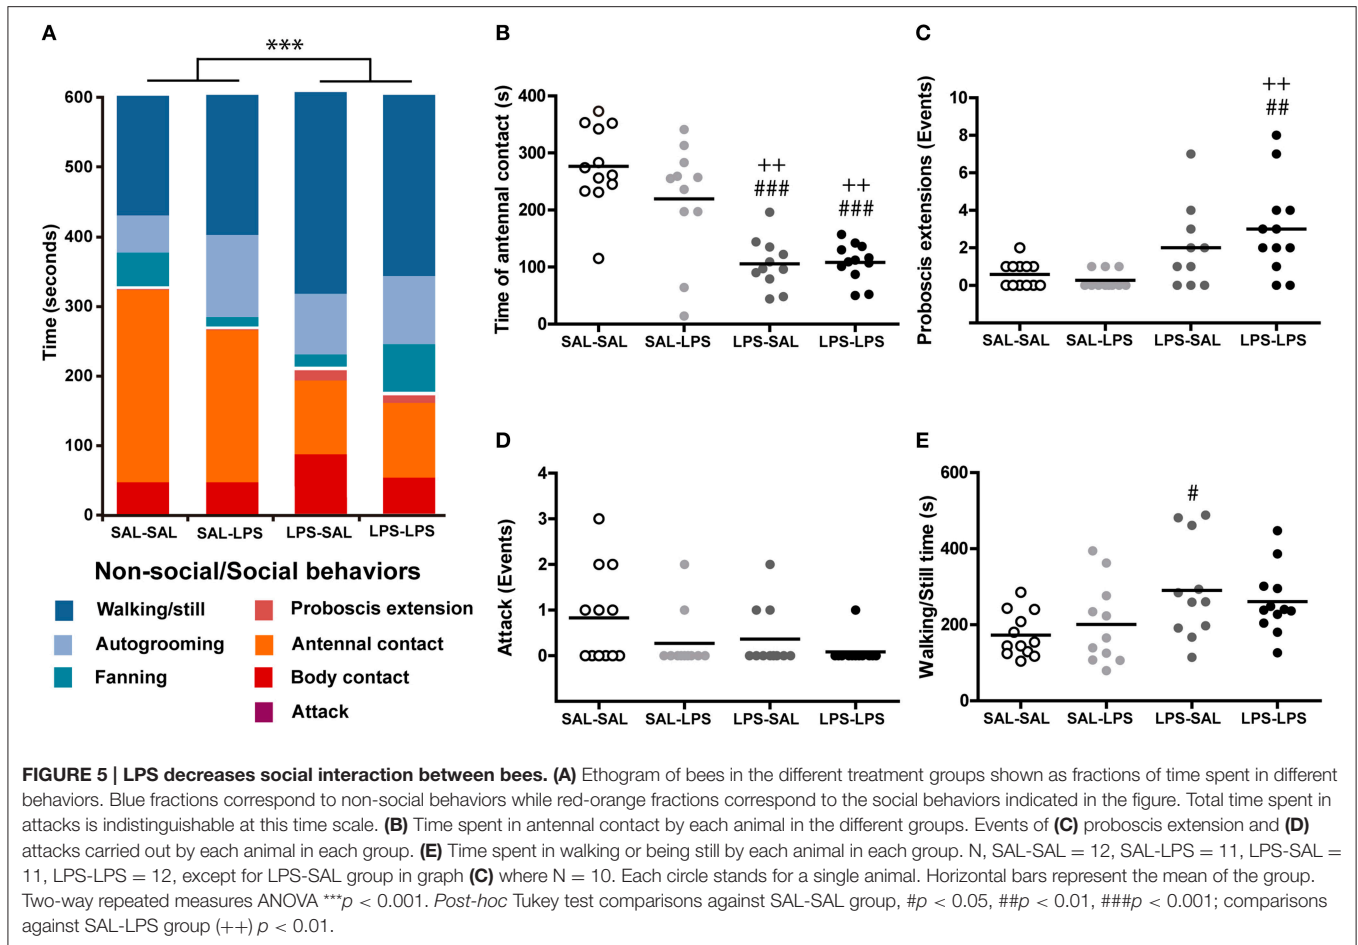 A
***
Time (seconds)
600
500
400
300
200
100
0
SAL-SAL
SAL-LPS
LPS-SAL
LPS-LPS
Non-social/Social behaviors
Walking/still
Autogrooming
Fanning
Proboscis extension
Antennal contact
Body contact
Attack
B
Time of antennal contact (s)
400
300
200
100
0
++
###
++
###
SAL-SAL
SAL-LPS
LPS-SAL
LPS-LPS
C
Proboscis extensions (Events)
10
8
6
4
2
0
++
##
SAL-SAL
SAL-LPS
LPS-SAL
LPS-LPS
D
Attack (Events)
4
3
2
1
0
SAL-SAL
SAL-LPS
LPS-SAL
LPS-LPS
E
Walking/Still time (s)
600
400
200
0
#
SAL-SAL
SAL-LPS
LPS-SAL
LPS-LPS
FIGURE 5 | LPS decreases social interaction between bees. (A) Ethogram of bees in the different treatment groups shown as fractions of time spent in different
behaviors. Blue fractions correspond to non-social behaviors while red-orange fractions correspond to the social behaviors indicated in the figure. Total time spent in
attacks is indistinguishable at this time scale. (B) Time spent in antennal contact by each animal in the different groups. Events of (C) proboscis extension and (D)
attacks carried out by each animal in each group. (E) Time spent in walking or being still by each animal in each group. N, SAL-SAL = 12, SAL-LPS = 11, LPS-SAL =
11, LPS-LPS = 12, except for LPS-SAL group in graph (C) where N = 10. Each circle stands for a single animal. Horizontal bars represent the mean of the group.
Two-way repeated measures ANOVA ***p < 0.001. Post-hoc Tukey test comparisons against SAL-SAL group, #p < 0.05, ##p < 0.01, ###p < 0.001; comparisons
against SAL-LPS group (++) p < 0.01.